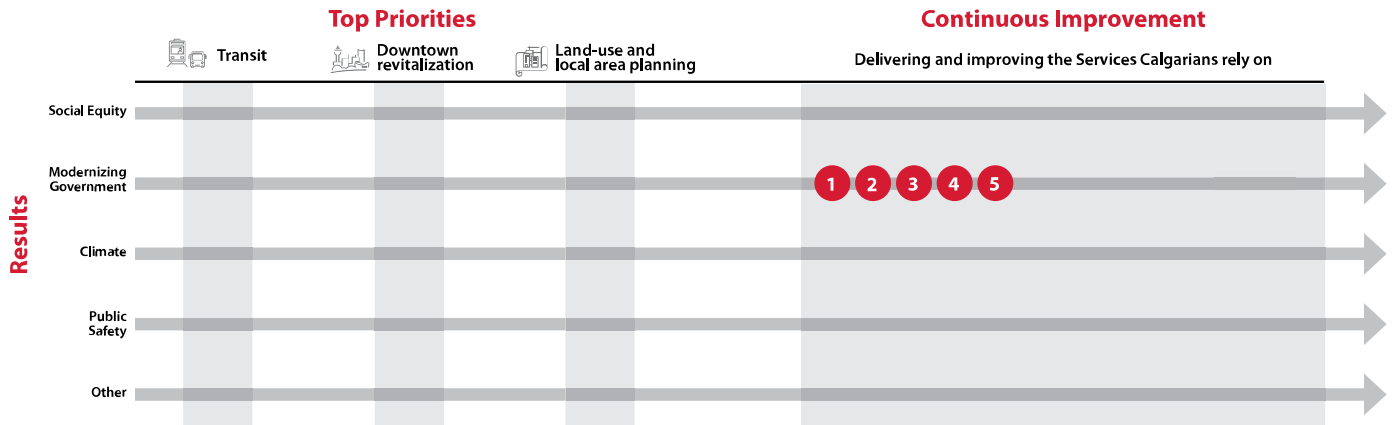 Top Priorities
Continuous Improvement
Transit
Downtown
revitalization
Land-use and
local area planning
Delivering and improving the Services Calgarians rely on
Results
Social Equity
Modernizing
Government
1 2 3 4 5
Climate
Public
Safety
Other